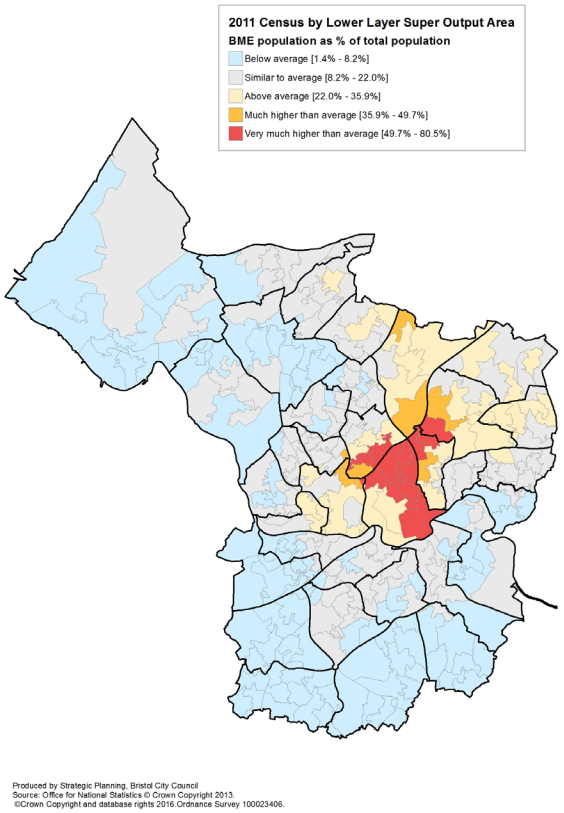 2011 Census by Lower Layer Super Output Area
BME population as % of total population
Below average [1.4% - 8.2%]
Similar to average [8.2% - 22.0%]
Above average [22.0% - 35.9%]
Much higher than average [35.9% - 49.7%]
Very much higher than average [49.7% - 80.5%]
Produced by Strategic Planning, Bristol City Council
Source: Office for National Statistics © Crown Copyright 2013.
©Crown Copyright and database rights 2016.Ordnance Survey 100023406.